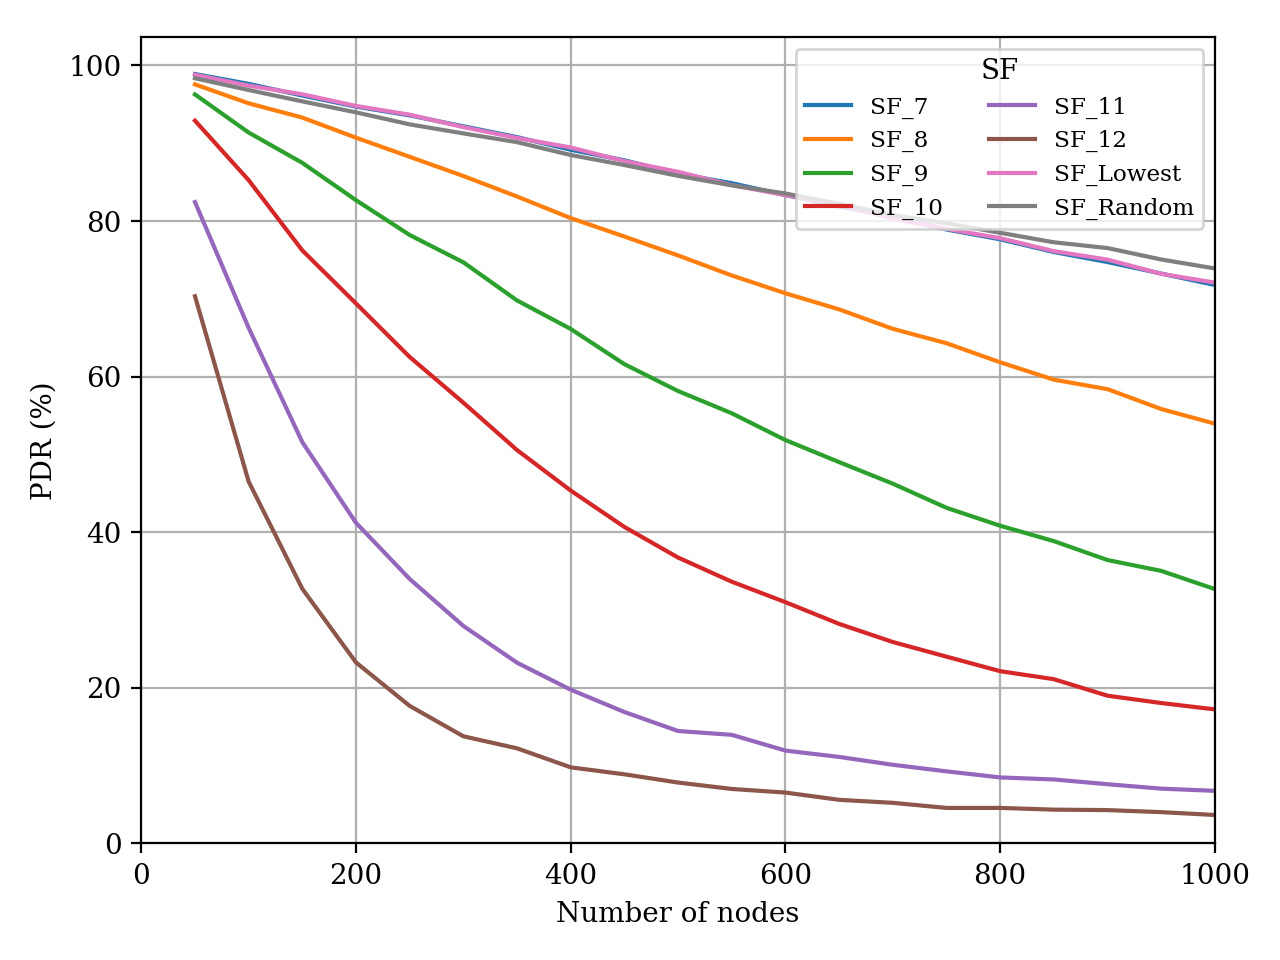 100
80
60
40
20
0
PDR (%)
0 200 400 600 800 1000
Number of nodes
SF
SF_7 SF_11
SF_8 SF_12
SF_9 SF_Lowest
SF_10 SF_Random